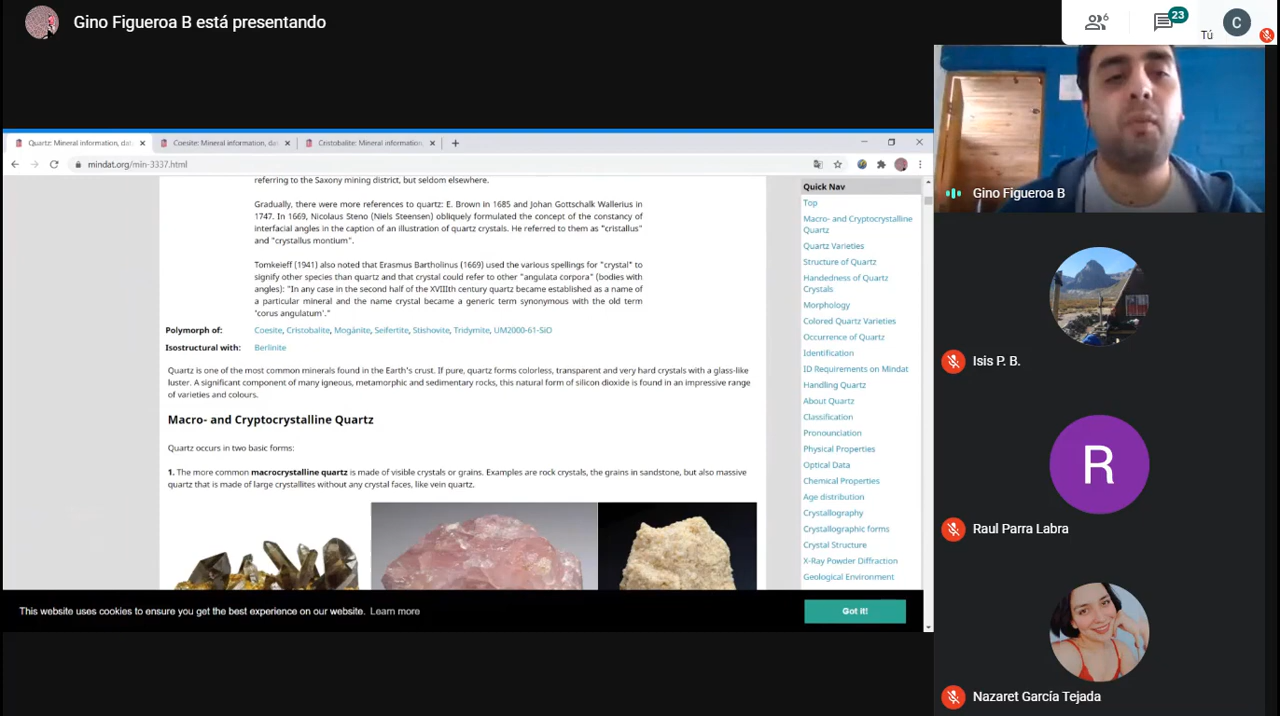 Gino Figueroa B está presentando
6
23
Tú
C
Quartz: Mineral information, dat
Coesite: Mineral information, dat
Cristobalite: Mineral information,
mindat.org/min-3337.html
referring to the Saxony mining district, but seldom elsewhere.
Gradually, there were more references to quartz: E. Brown in 1685 and Johan Gottschalk Wallerius in
1747. In 1669, Nicolaus Steno (Niels Steensen) obliquely formulated the concept of the constancy of
interfacial angles in the caption of an illustration of quartz crystals. He referred to them as "cristallus"
and "crystallus montium".
Tomkeieff (1941) also noted that Erasmus Bartholinus (1669) used the various spellings for "crystal" to
signify other species than quartz and that crystal could refer to other "angulata corpora" (bodies with
angles): "In any case in the second half of the XVIIIth century quartz became established as a name of
a particular mineral and the name crystal became a generic term synonymous with the old term
'corus angulatum'."
Polymorph of: Coesite, Cristobalite, Mogánite, Seifertite, Stishovite, Tridymite, UM2000-61-SiO
Isostructural with: Berlinite
Quartz is one of the most common minerals found in the Earth's crust. If pure, quartz forms colorless, transparent and very hard crystals with a glass-like
luster. A significant component of many igneous, metamorphic and sedimentary rocks, this natural form of silicon dioxide is found in an impressive range
of varieties and colours.
Macro- and Cryptocrystalline Quartz
Quartz occurs in two basic forms:
1. The more common macrocrystalline quartz is made of visible crystals or grains. Examples are rock crystals, the grains in sandstone, but also massive
quartz that is made of large crystallites without any crystal faces, like vein quartz.
Quick Nav
Top
Macro- and Cryptocrystalline
Quartz
Quartz Varieties
Structure of Quartz
Handedness of Quartz
Crystals
Morphology
Colored Quartz Varieties
Occurrence of Quartz
Identification
ID Requirements on Mindat
Handling Quartz
About Quartz
Classification
Pronounciation
Physical Properties
Optical Data
Chemical Properties
Age distribution
Crystallography
Crystallographic forms
Crystal Structure
X-Ray Powder Diffraction
Geological Environment
This website uses cookies to ensure you get the best experience on our website. Learn more
Got it!
Gino Figueroa B
Isis P. B.
R
Raul Parra Labra
Nazaret García Tejada